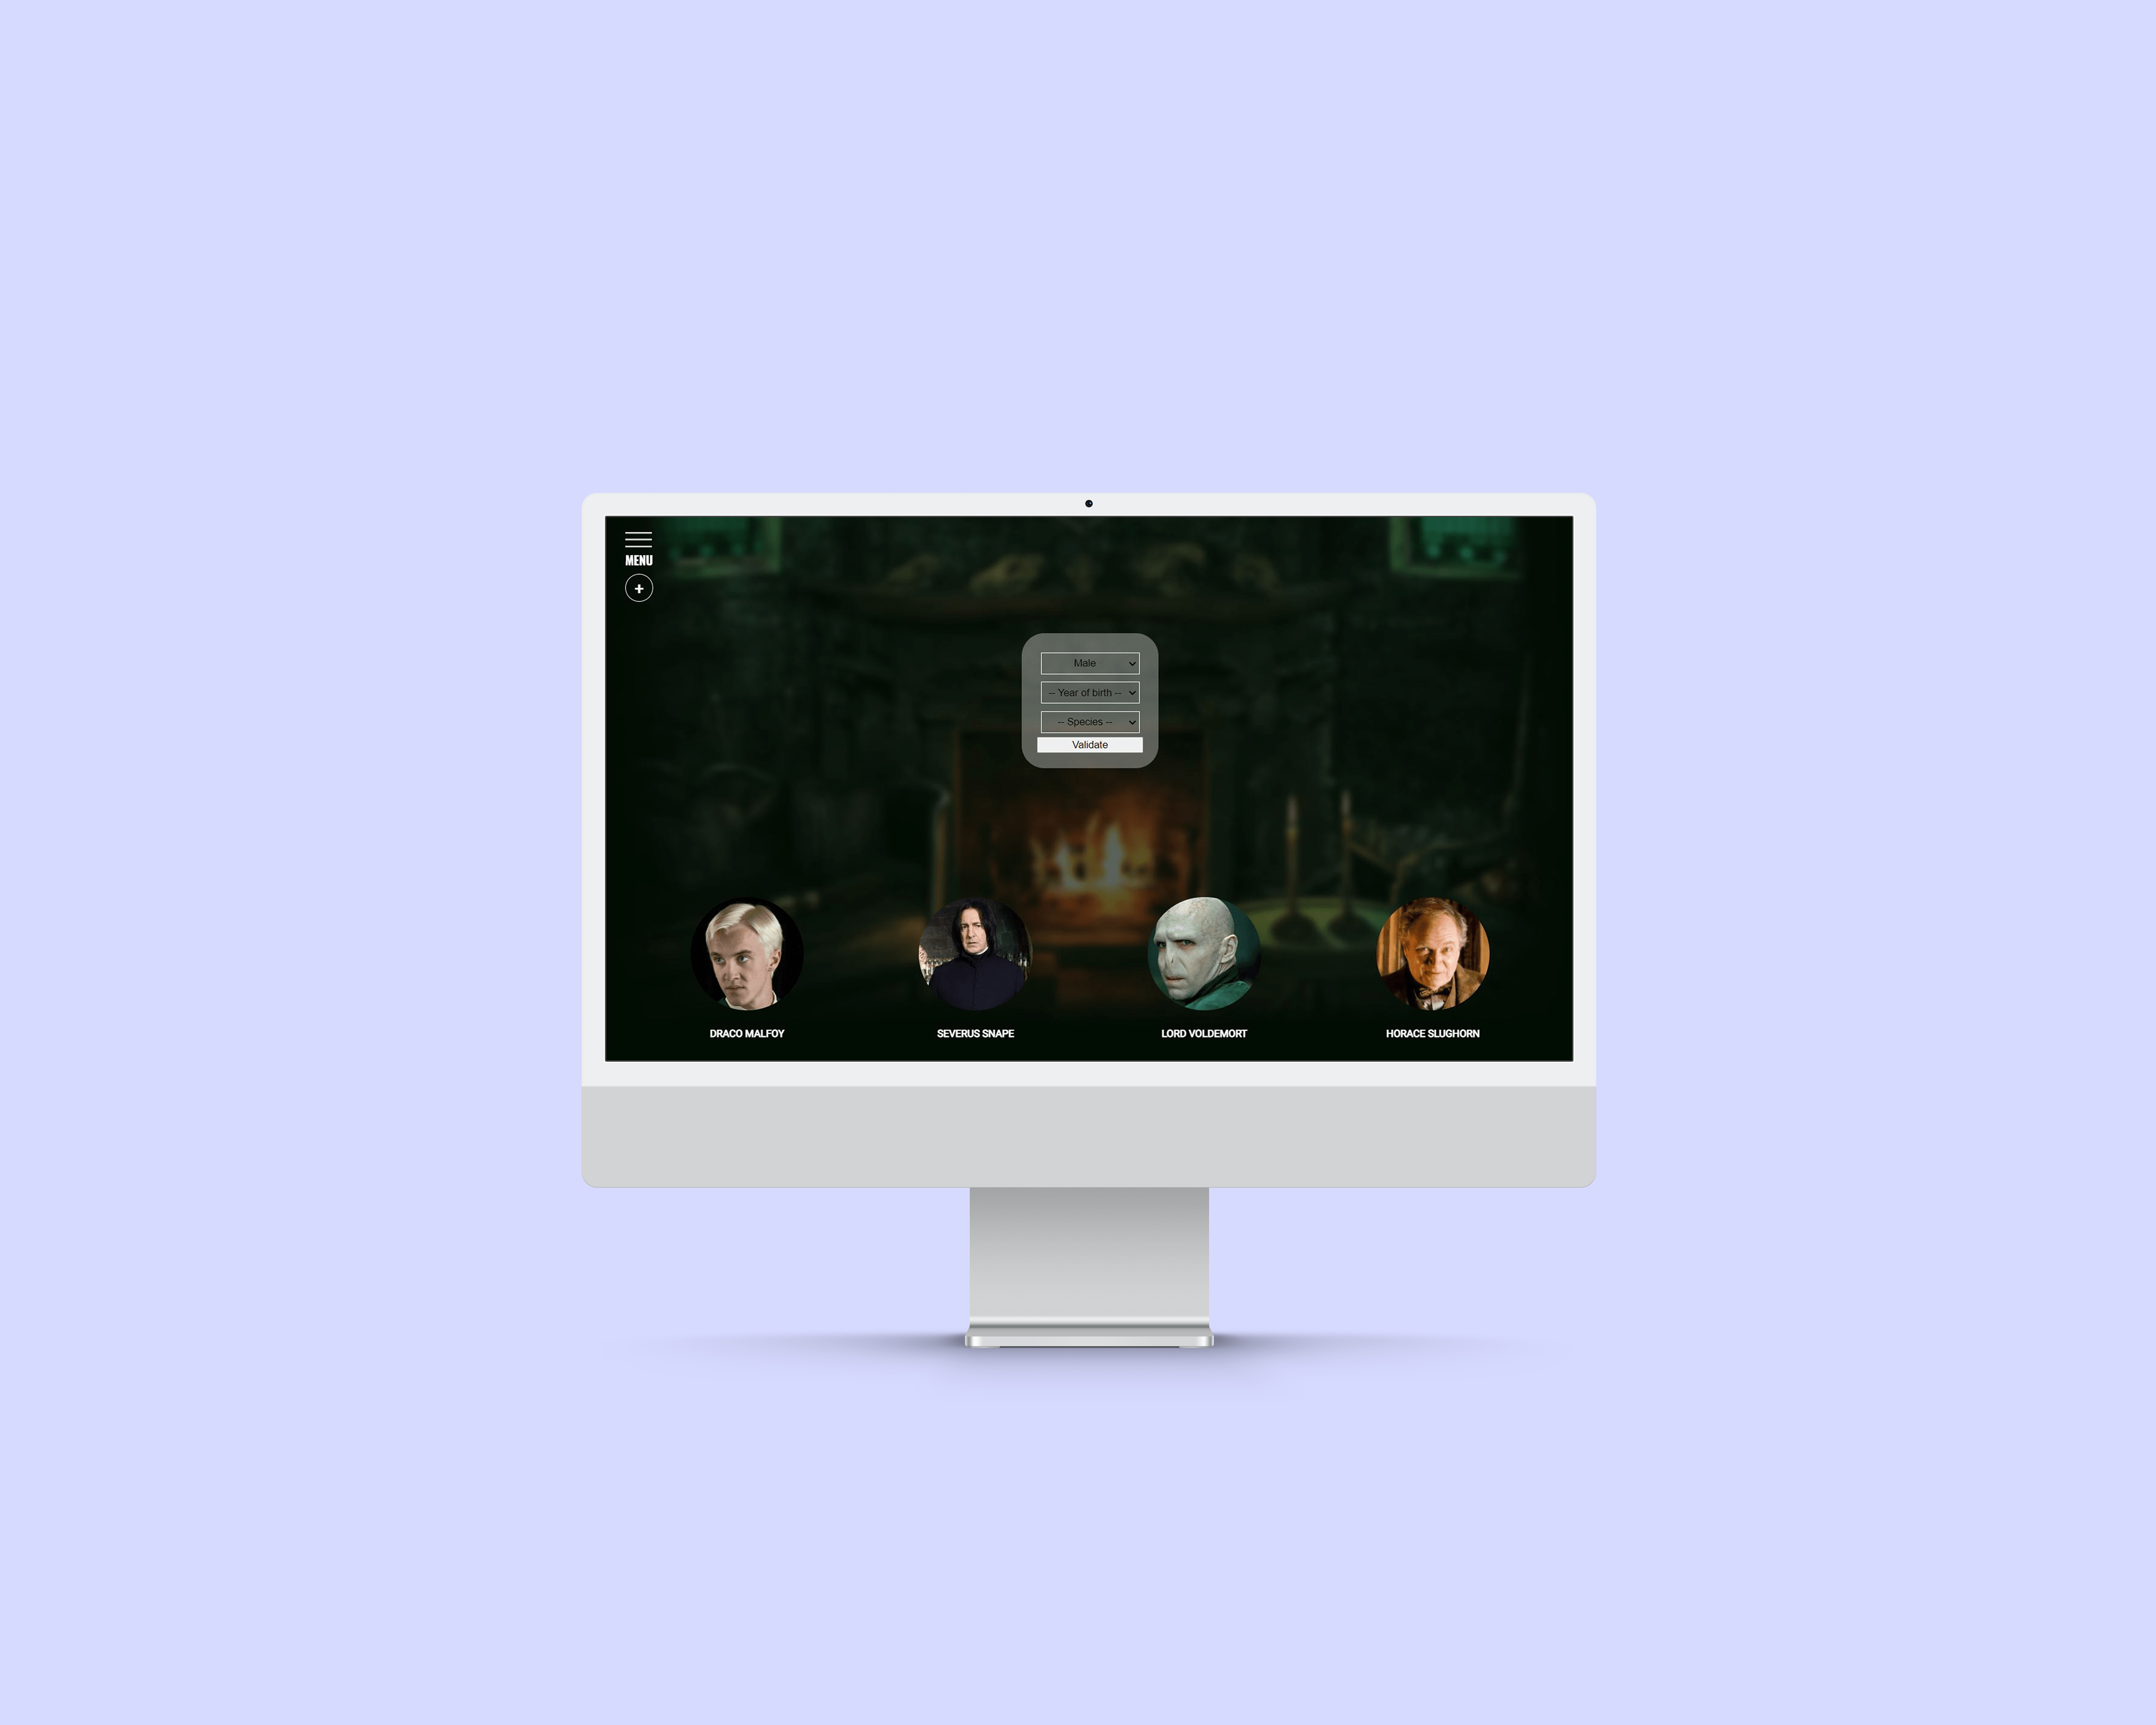 MENU
+
Male
-- Year of birth --
-- Species --
Validate
DRACO MALFOY
SEVERUS SNAPE
LORD VOLDEMORT
HORACE SLUGHORN